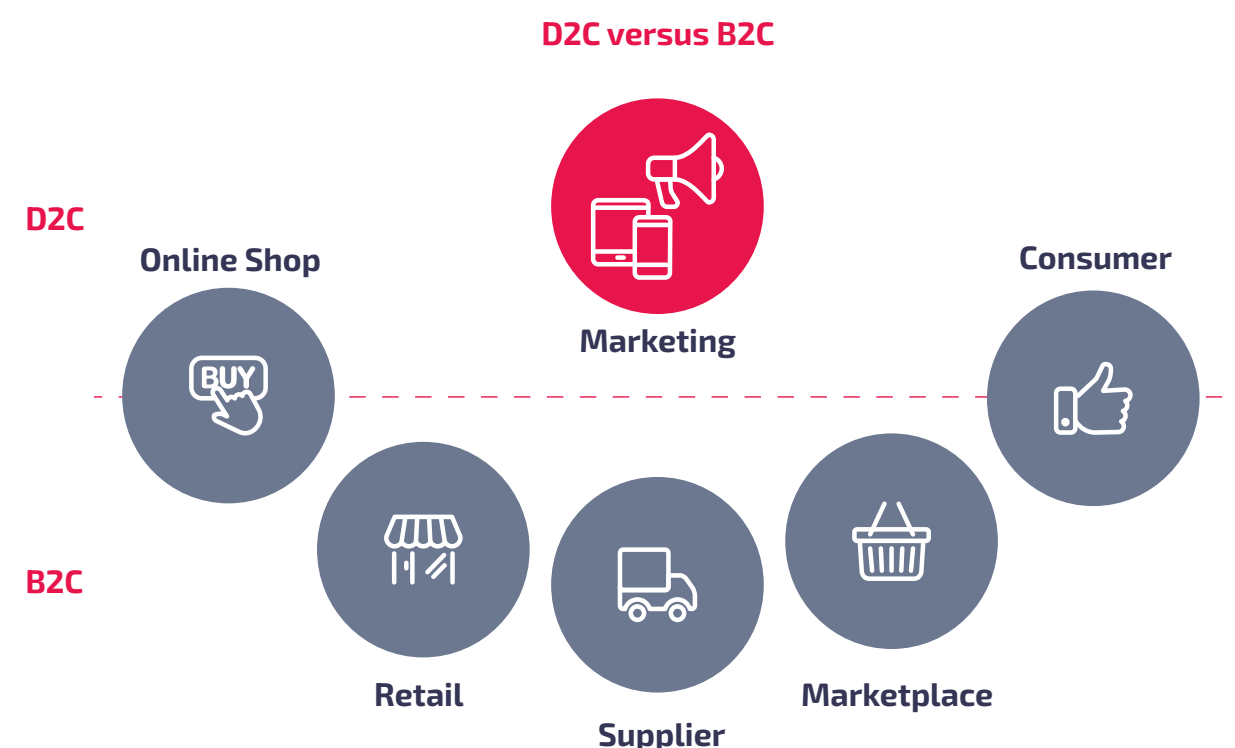 D2C versus B2C
D2C
Online Shop
Consumer
BUY
Marketing
B2C
Retail
Marketplace
Supplier